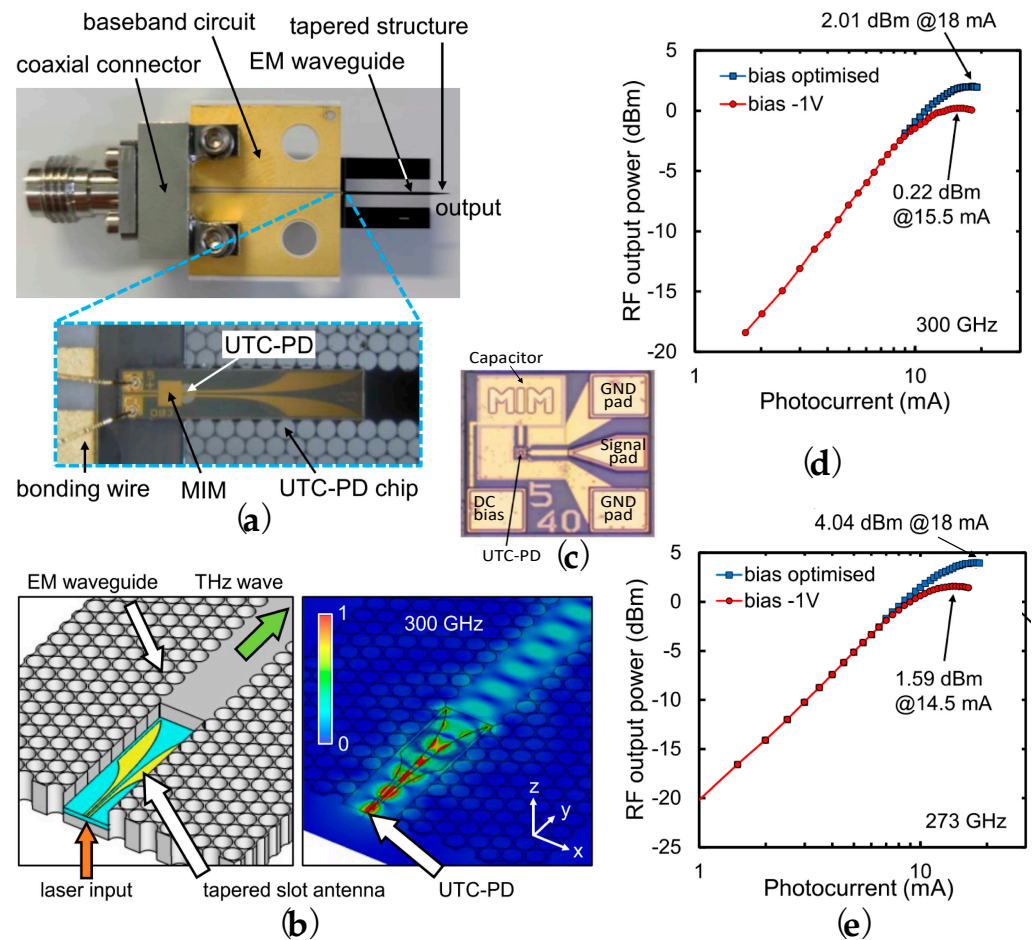 baseband circuit
tapered structure
coaxial connector
EM waveguide
output
UTC-PD
bonding wire
MIM
UTC-PD chip
(a)
EM waveguide
THz wave
laser input
tapered slot antenna
1
0
300 GHz
z
y
x
UTC-PD
(b)
Capacitor
MIM
GND
pad
Signal
pad
DC
bias
GND
pad
5
40
UTC-PD
(c)
2.01 dBm @18 mA
bias optimised
bias -1V
0.22 dBm
@15.5 mA
300 GHz
RF output power (dBm)
5
0
-5
-10
-15
-20
1
10
Photocurrent (mA)
(d)
4.04 dBm @18 mA
bias optimised
bias -1V
1.59 dBm
@14.5 mA
273 GHz
RF output power (dBm)
5
0
-5
-10
-15
-20
-25
1
10
Photocurrent (mA)
(e)